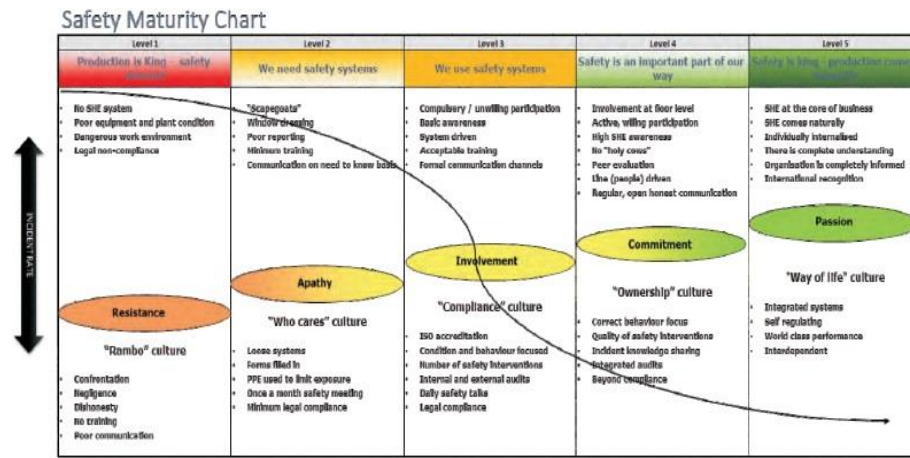 Safety Maturity Chart
Level 1
Production is King – safety
No SHE system
Poor equipment and plant condition
Dangerous work environment
Legal non-compliance
Resistance
"Rambo" culture
Confrontation
Negligence
Dishonesty
No training
Poor communication
Level 2
We need safety systems
"Scapegoats"
Window dressing
Poor reporting
Minimum training
Communication on need to know basis
Apathy
"Who cares" culture
Loose systems
Forms filled in
PPE used to limit exposure
Once a month safety meeting
Minimum legal compliance
Level 3
We use safety systems
Compulsory / unwilling participation
Basic awareness
System driven
Acceptable training
Formal communication channels
Involvement
"Compliance" culture
ISO accreditation
Condition and behaviour focused
Number of safety interventions
Internal and external audits
Daily safety talks
Legal compliance
Level 4
Safety is an important part of our
way
Involvement at floor level
Active, willing participation
High SHE awareness
No "holy cows"
Peer evaluation
Line (people) driven
Regular, open honest communication
Commitment
"Ownership" culture
Correct behaviour focus
Quality of safety interventions
Incident knowledge sharing
Integrated audits
Beyond compliance
Level 5
Safety is king - production comes
SHE at the core of business
SHE comes naturally
Individually internalised
There is complete understanding
Organisation is completely informed
International recognition
Passion
"Way of life" culture
Integrated systems
Self regulating
World class performance
Interdependent
INCIDENT RATE